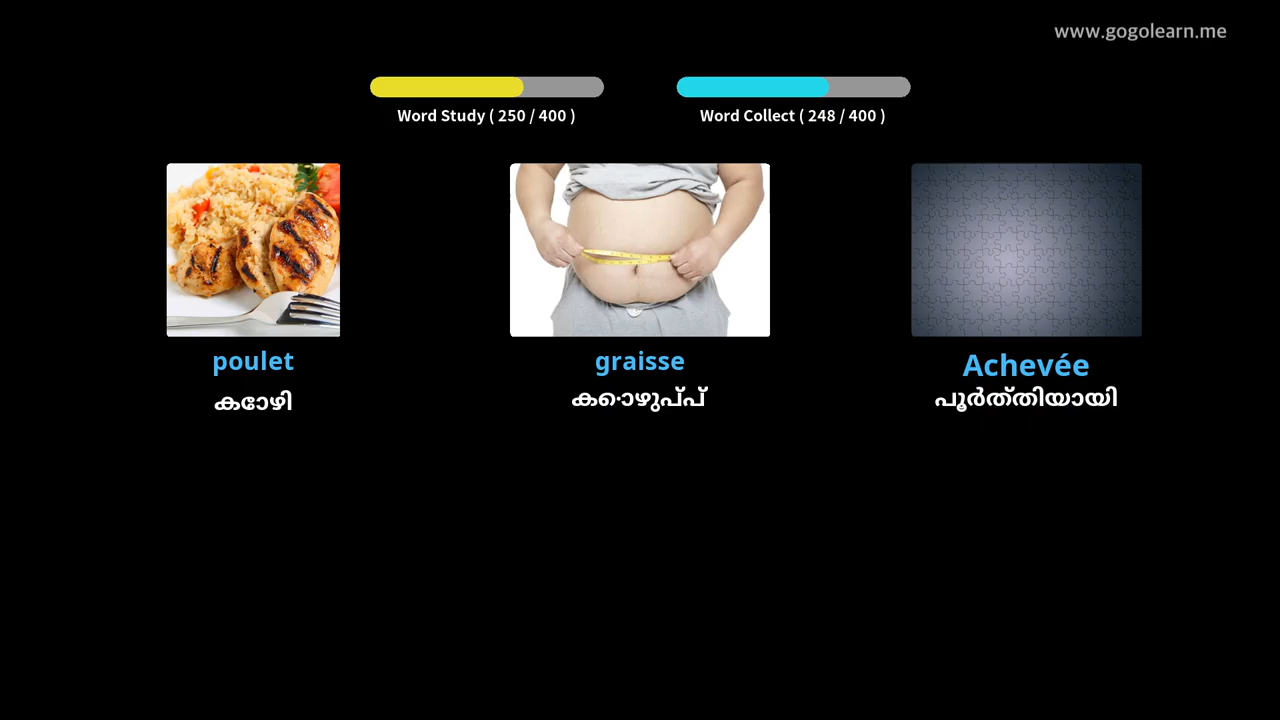 www.gogolearn.me
Word Study ( 250 / 400 )
Word Collect ( 248 / 400 )
poulet
graisse
Achevée
കോഴി
കൊഴുപ്പ്
പൂർത്തിയായി